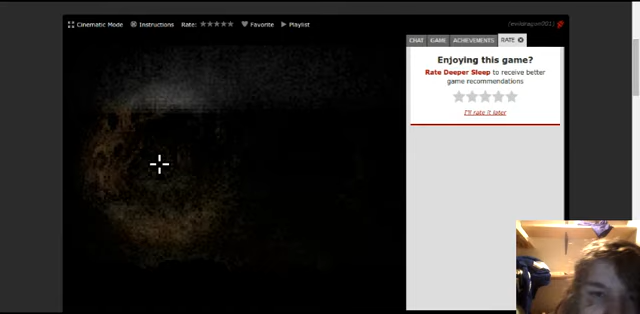 Cinematic Mode Instructions Rate: Favorite Playlist
CHAT GAME ACHIEVEMENTS RATE
Enjoying this game?
Rate Deeper Sleep to receive better
game recommendations
I'll rate it later